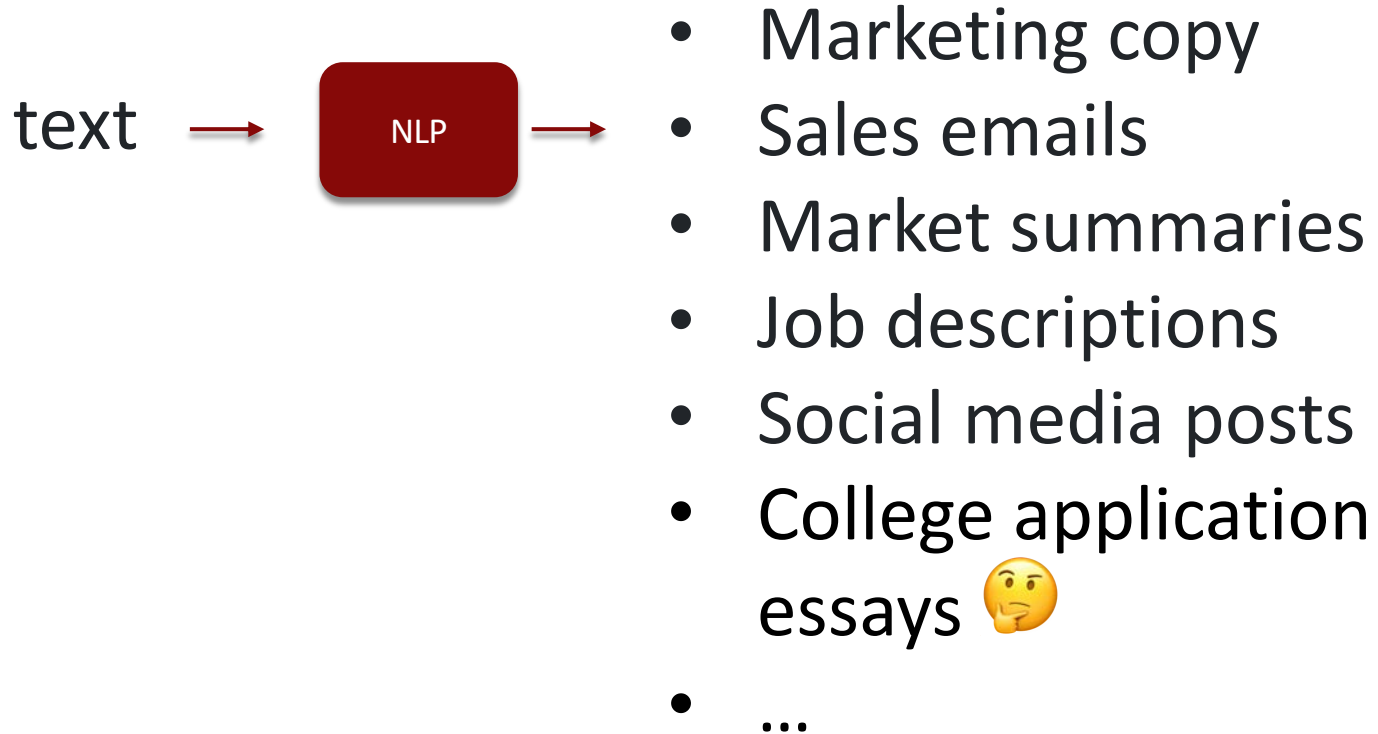 text
NLP
• Marketing copy
• Sales emails
• Market summaries
• Job descriptions
• Social media posts
• College application
essays 🤔
• ...